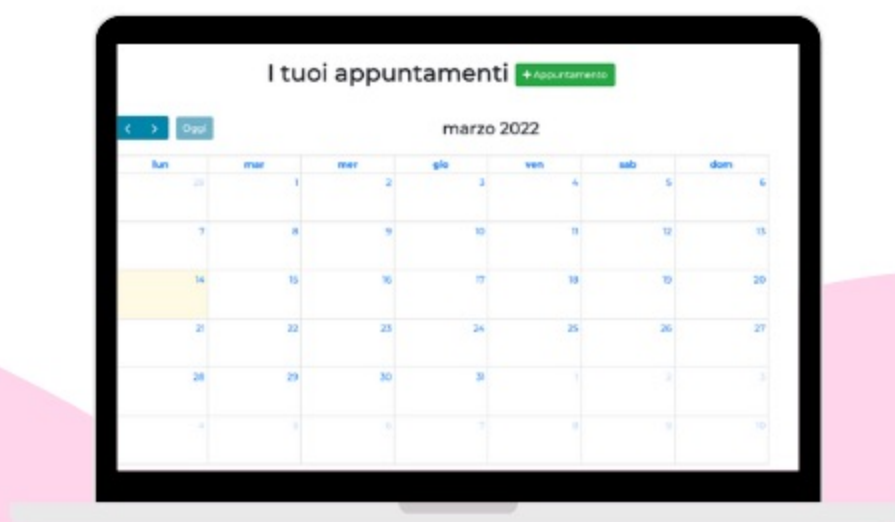 I tuoi appuntamenti + Appuntamento
< > Oggi marzo 2022
lun mar mer gio ven sab dom
28 1 2 3 4 5 6
7 8 9 10 11 12 13
14 15 16 17 18 19 20
21 22 23 24 25 26 27
28 29 30 31 1 2 3
4 5 6 7 8 9 10